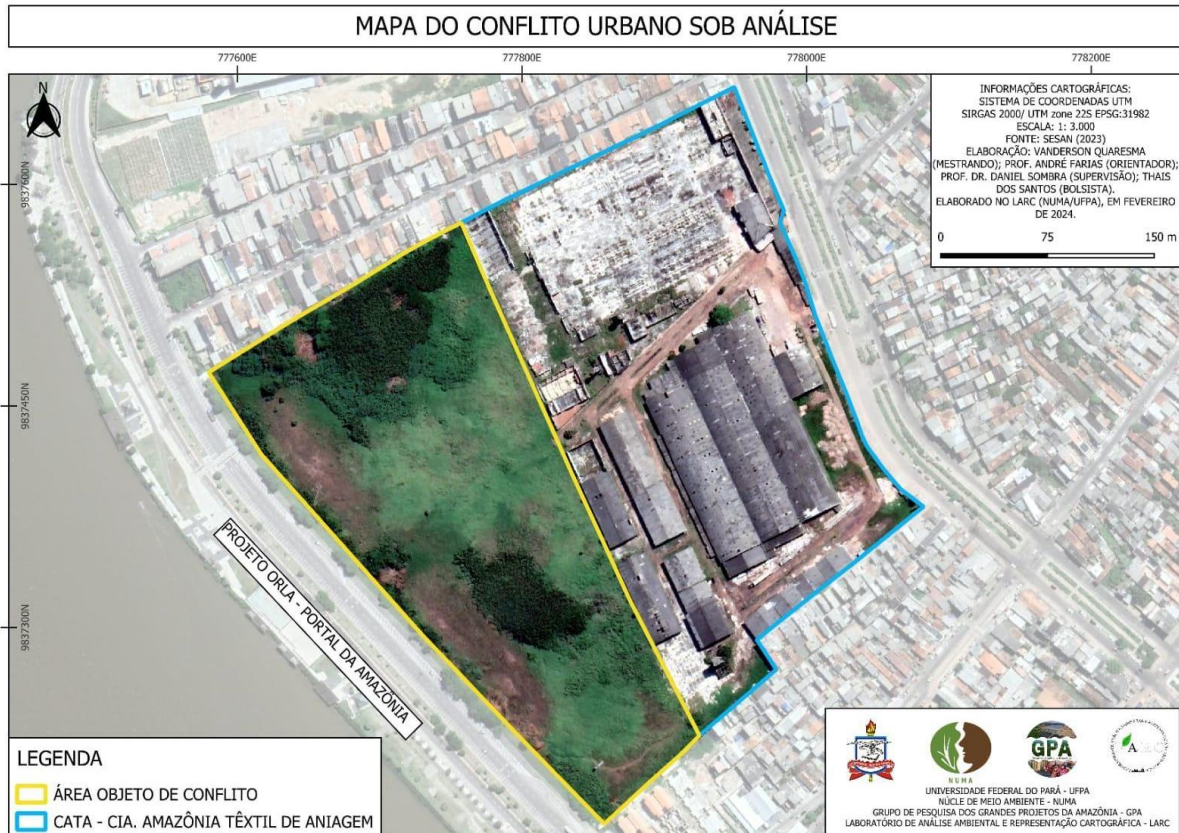 MAPA DO CONFLITO URBANO SOB ANÁLISE
777600E
777800E
778000E
778200E
N
9837600N
9837450N
9837300N
INFORMAÇÕES CARTOGRÁFICAS:
SISTEMA DE COORDENADAS UTM
SIRGAS 2000/ UTM zone 22S EPSG:31982
ESCALA: 1: 3.000
FONTE: SESAN (2023)
ELABORAÇÃO: VANDERSON QUARESMA
(MESTRANDO); PROF. ANDRÉ FARIAS (ORIENTADOR);
PROF. DR. DANIEL SOMBRA (SUPERVISÃO); THAIS
DOS SANTOS (BOLSISTA).
ELABORADO NO LARC (NUMA/UFPA), EM FEVEREIRO
DE 2024.
0 75 150 m
PROJETO ORLA - PORTAL DA AMAZÔNIA
LEGENDA
ÁREA OBJETO DE CONFLITO
CATA - CIA. AMAZÔNIA TÊXTIL DE ANIAGEM
NUMA
GPA
UNIVERSIDADE FEDERAL DO PARÁ - UFPA
NÚCLE DE MEIO AMBIENTE - NUMA
GRUPO DE PESQUISA DOS GRANDES PROJETOS DA AMAZÔNIA - GPA
LABORATÓRIO DE ANÁLISE AMBIENTAL E REPRESENTAÇÃO CARTOGRÁFICA - LARC